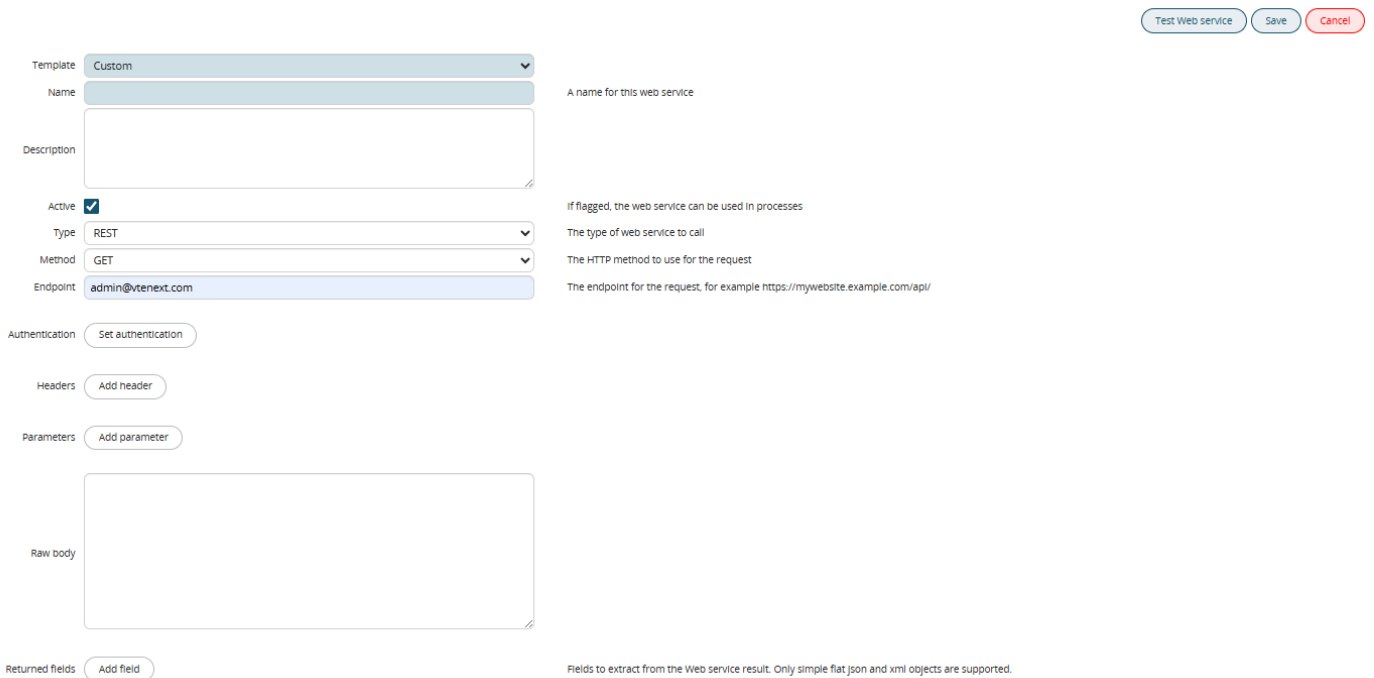 Test Web service Save Cancel
Template Custom
Name A name for this web service
Description
Active If flagged, the web service can be used in processes
Type REST The type of web service to call
Method GET The HTTP method to use for the request
Endpoint admin@vtenext.com The endpoint for the request, for example https://mywebsite.example.com/api/
Authentication Set authentication
Headers Add header
Parameters Add parameter
Raw body
Returned fields Add field Fields to extract from the Web service result. Only simple flat json and xml objects are supported.